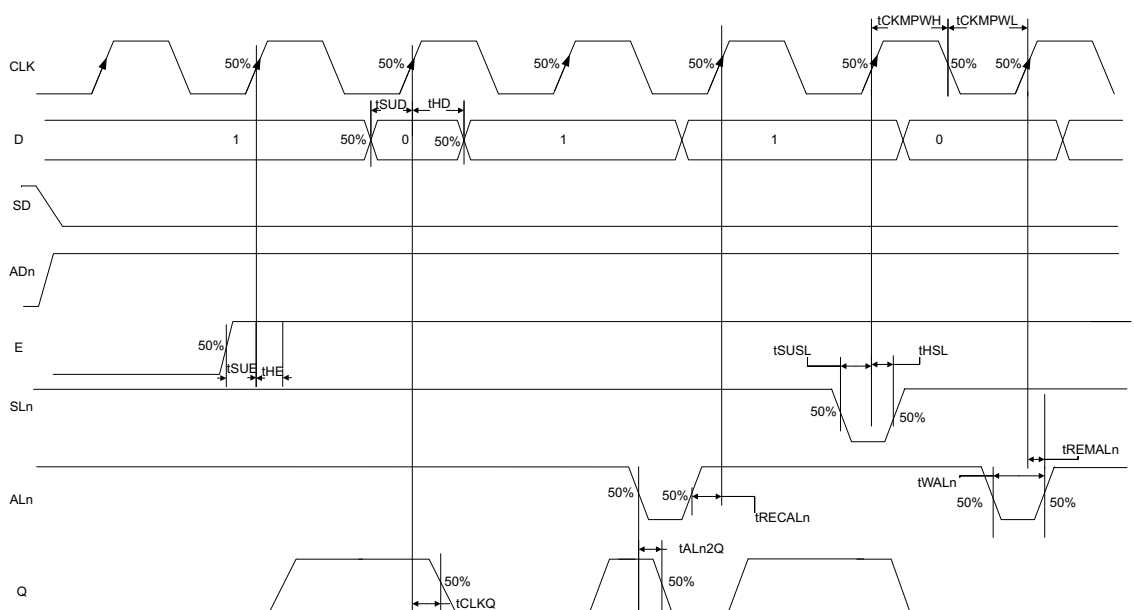 tCKMPWH tCKMPWL
CLK 50% 50% 50% 50% 50% 50% 50%
tSUD tHD
D 1 50% 0 50% 1 1 0
SD
ADn
E 50%
tSUE tHE
tSUSL tHSL
SLn 50% 50%
tREMALn
tWALn
ALn 50% 50% 50% 50%
tRECALn
tALn2Q
Q 50% 50%
tCLKQ